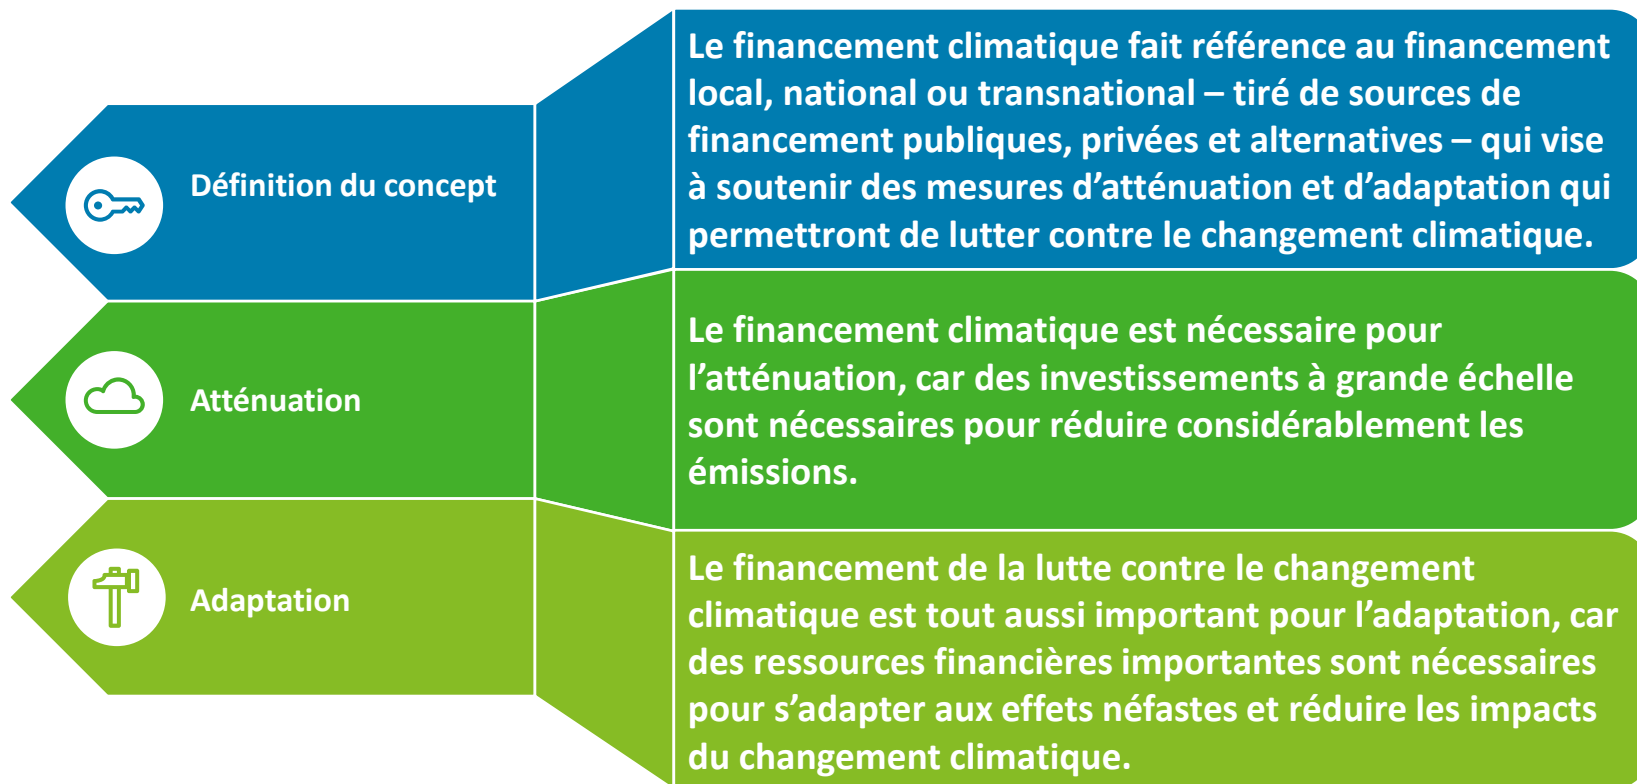 Définition du concept
Le financement climatique fait référence au financement
local, national ou transnational – tiré de sources de
financement publiques, privées et alternatives – qui vise
à soutenir des mesures d’atténuation et d’adaptation qui
permettront de lutter contre le changement climatique.
Atténuation
Le financement climatique est nécessaire pour
l’atténuation, car des investissements à grande échelle
sont nécessaires pour réduire considérablement les
émissions.
Adaptation
Le financement de la lutte contre le changement
climatique est tout aussi important pour l’adaptation, car
des ressources financières importantes sont nécessaires
pour s’adapter aux effets néfastes et réduire les impacts
du changement climatique.